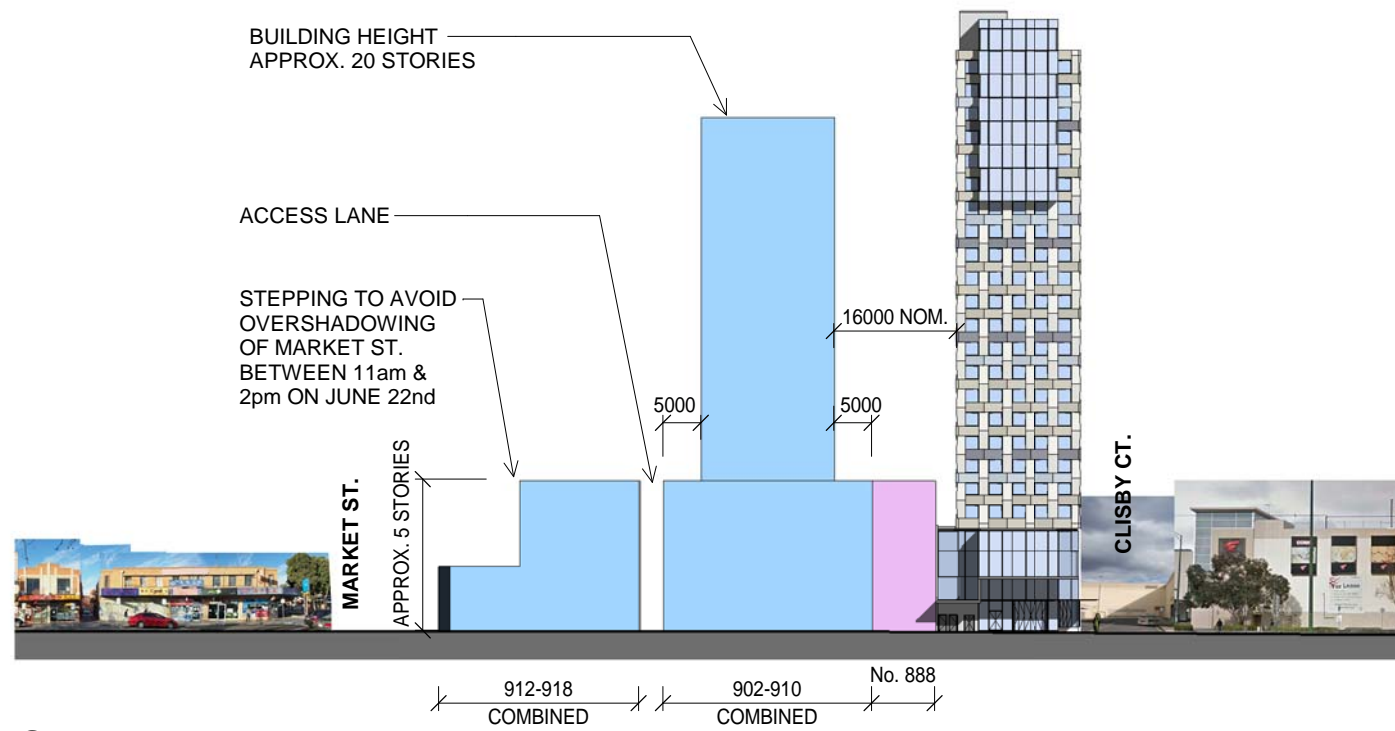 BUILDING HEIGHT
APPROX. 20 STORIES
ACCESS LANE
STEPPING TO AVOID
OVERSHADOWING
OF MARKET ST.
BETWEEN 11am &
2pm ON JUNE 22nd
16000 NOM.
5000
5000
APPROX. 5 STORIES
MARKET ST.
CLISBY CT.
For Lease
912-918
COMBINED
902-910
COMBINED
No. 888